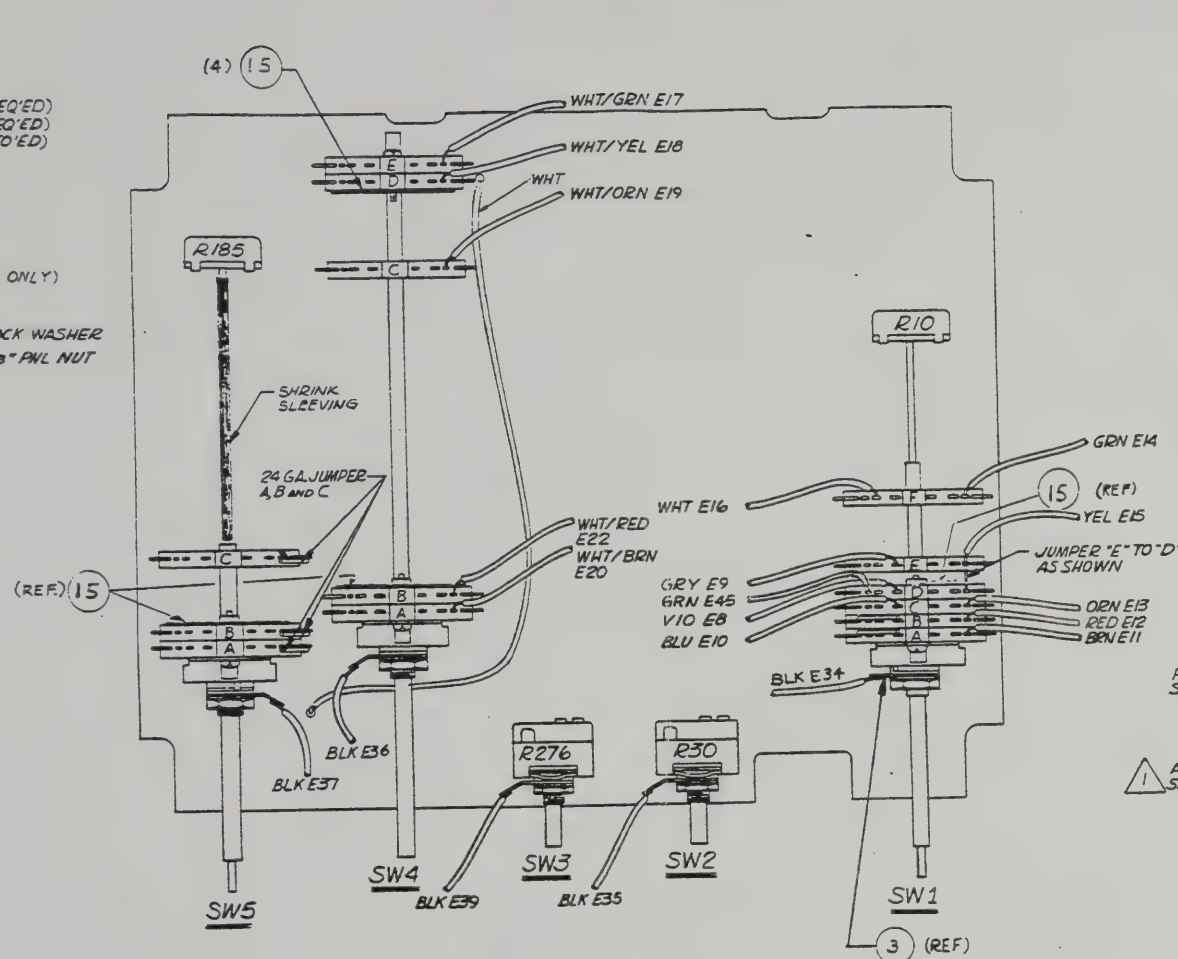 (4) 15
EQ'ED)
EQ'ED)
ONLY)
OCK WASHER
PNL NUT
WHT/GRN E17
WHT/YEL E18
WHT
WHT/ORN E19
E
D
C
B
A
R185
SHRINK
SLEEVING
24 GA. JUMPER
A, B AND C
C
B
A
(REF.) 15
WHT/RED
E22
WHT/BRN
E20
BLK E36
BLK E37
SW5
SW4
R276
BLK E39
SW3
R30
BLK E35
SW2
R10
GRN E14
WHT E16
F
15 (REF)
YEL E15
JUMPER "E" TO "D"
AS SHOWN
GRY E9
GRN E45
VIO E8
BLU E10
E
D
C
B
A
ORN E13
RED E12
BRN E11
BLK E34
SW1
3 (REF)
1